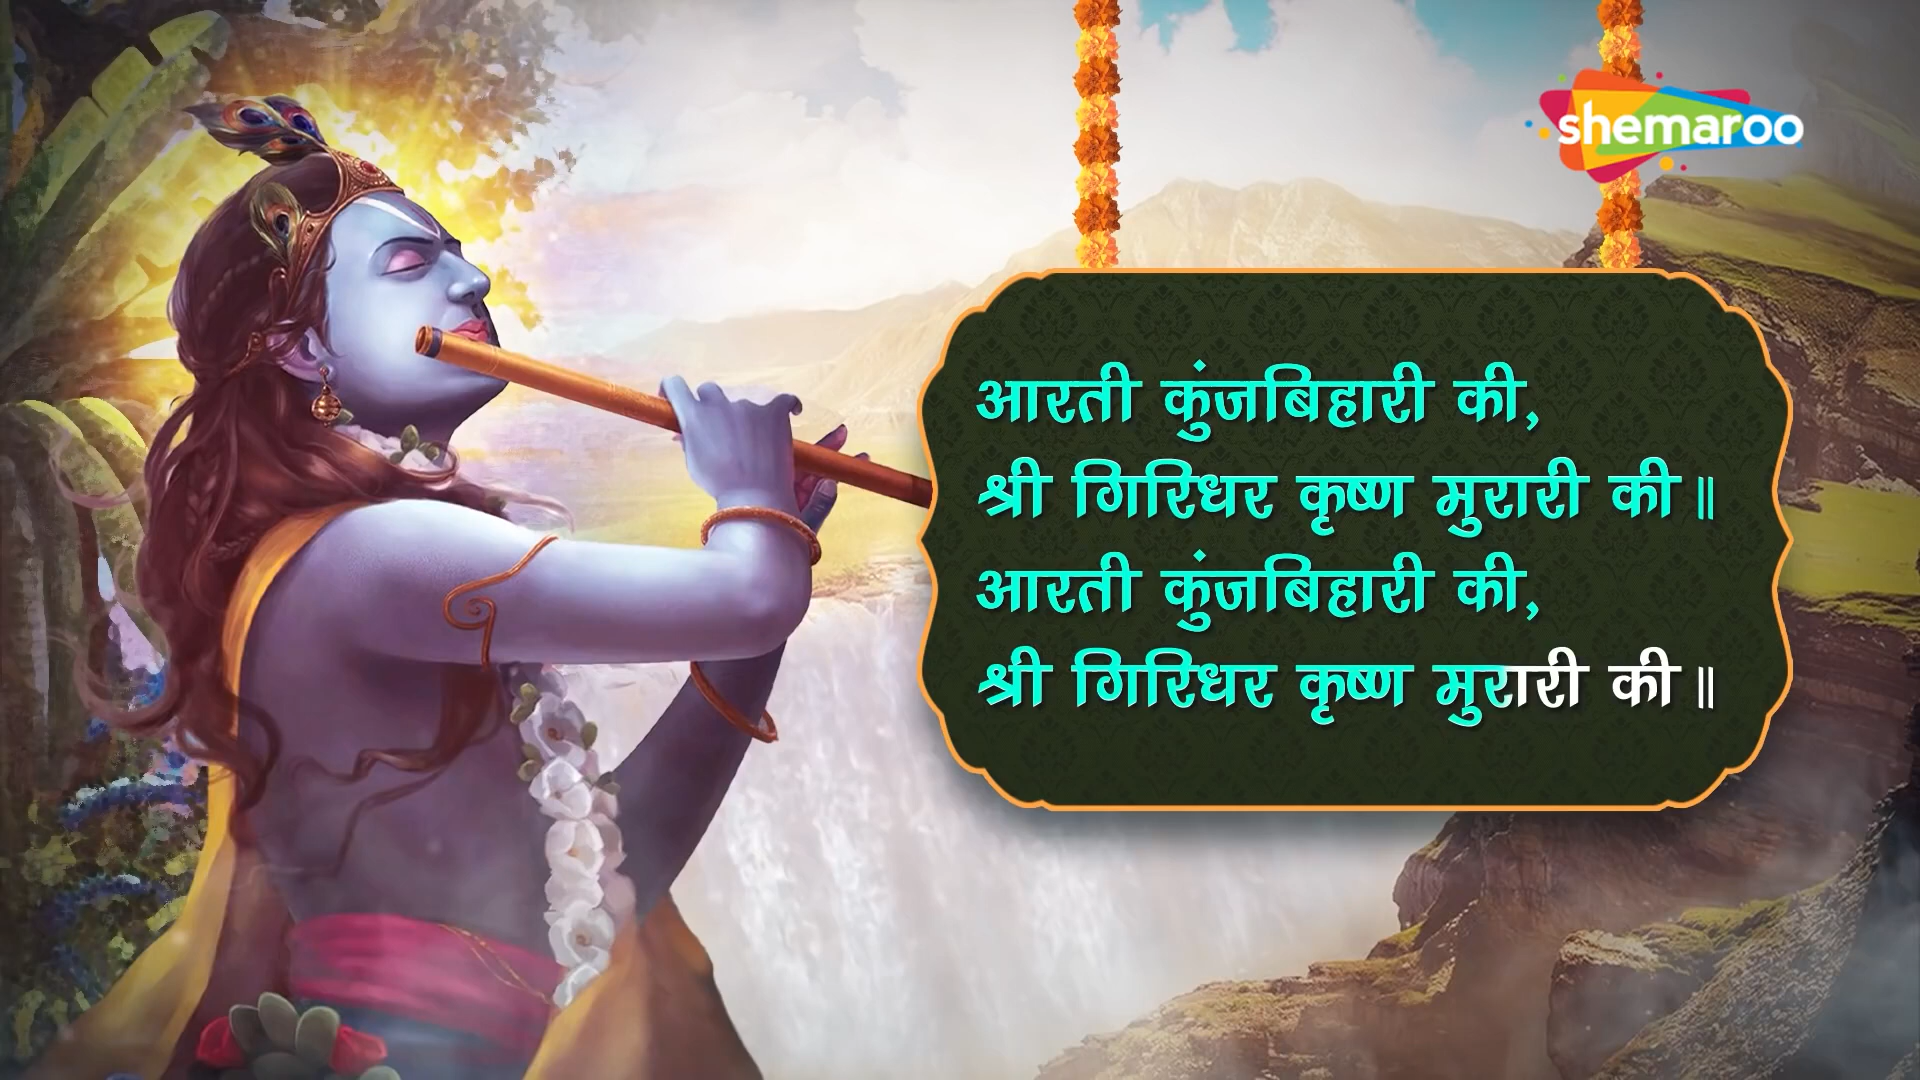 shemaroo
आरती कुंजबिहारी की,
श्री गिरिधर कृष्ण मुरारी की॥
आरती कुंजबिहारी की,
श्री गिरिधर कृष्ण मुरारी की॥